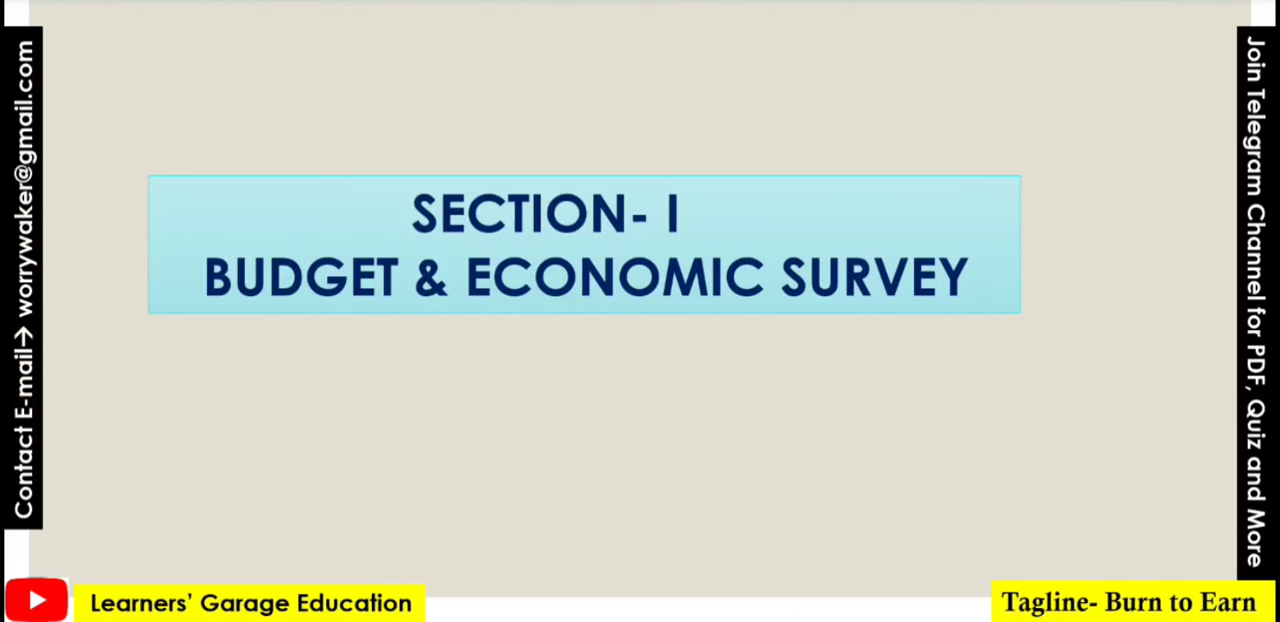 SECTION- I
BUDGET & ECONOMIC SURVEY
Contact E-mail→ worrywaker@gmail.com
Join Telegram Channel for PDF, Quiz and More
Learners’ Garage Education
Tagline- Burn to Earn